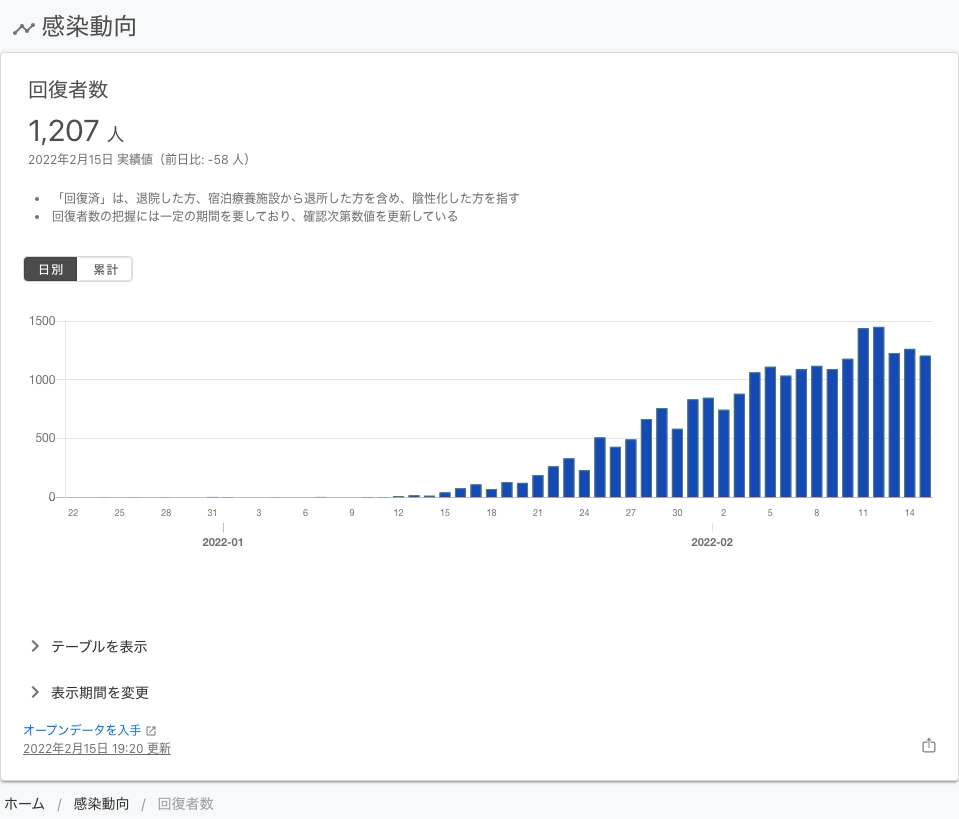 感染動向
回復者数
1,207 人
2022年2月15日 実績値（前日比: -58 人）
• 「回復済」は、退院した方、宿泊療養施設から退所した方を含め、陰性化した方を指す
• 回復者数の把握には一定の期間を要しており、確認次第数値を更新している
日別 累計
1500
1000
500
0
22 25 28 31 3 6 9 12 15 18 21 24 27 30 2 5 8 11 14
2022-01 2022-02
テーブルを表示
表示期間を変更
オープンデータを入手
2022年2月15日 19:20 更新
ホーム / 感染動向 / 回復者数